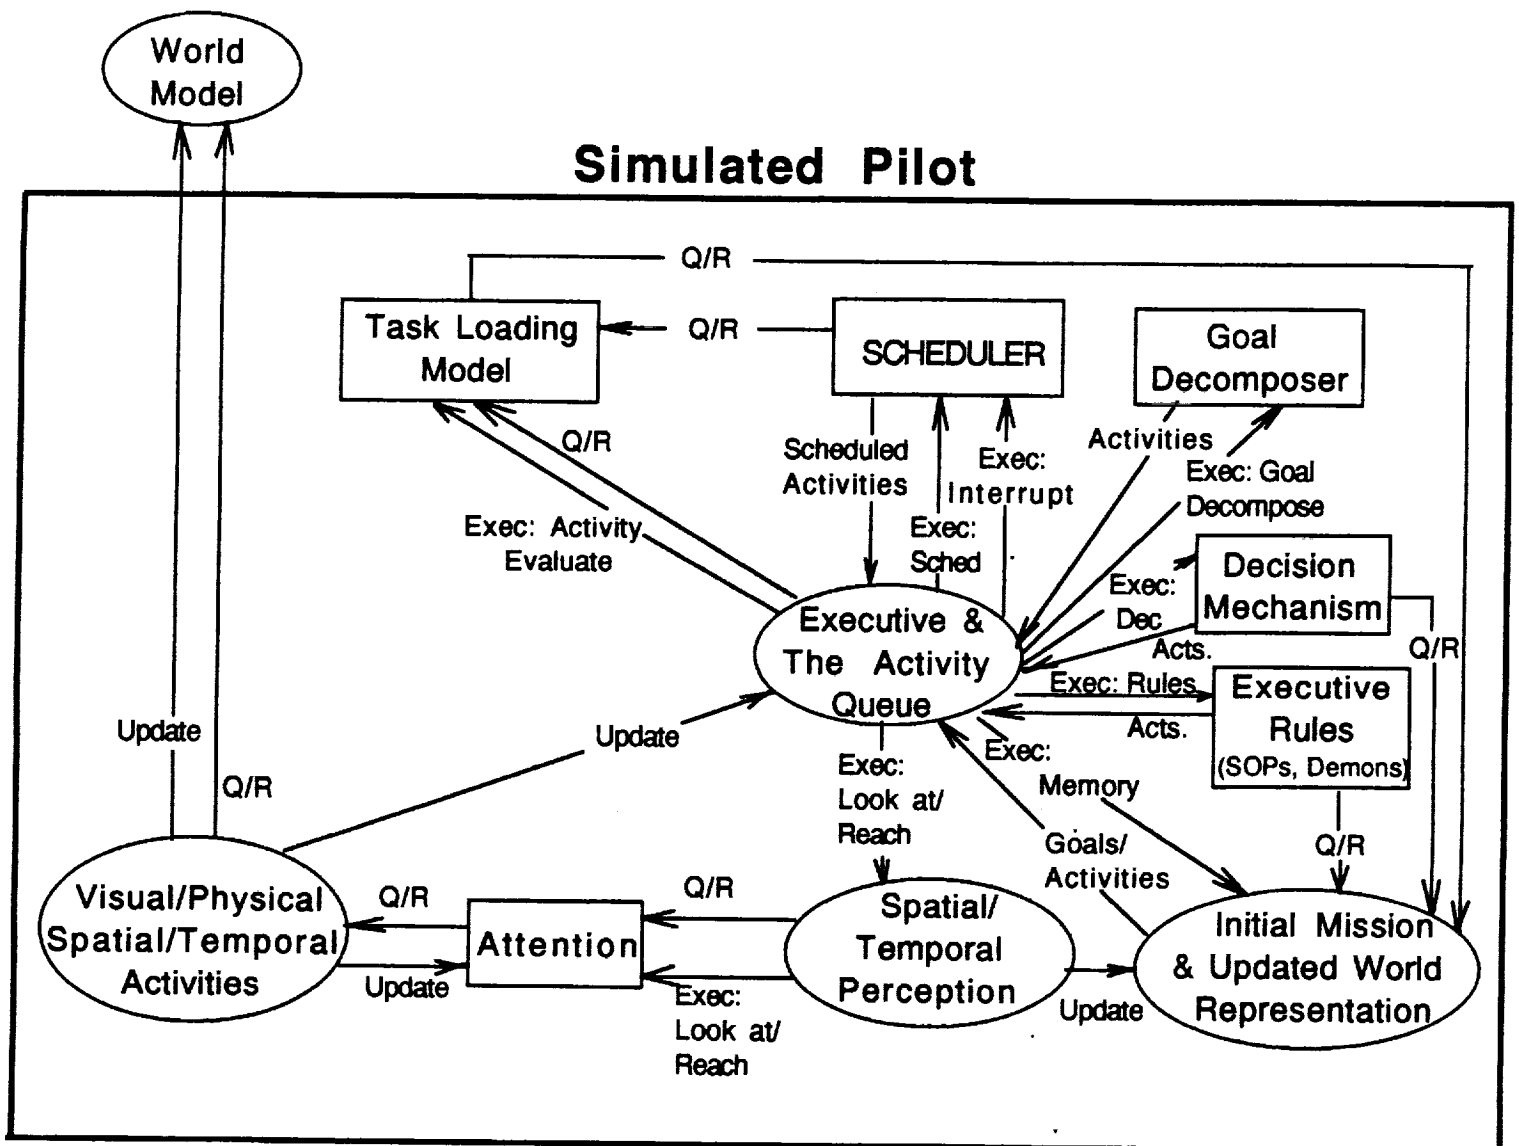 World
Model
Simulated Pilot
Q/R
Task Loading
Model
Q/R
SCHEDULER
Goal
Decomposer
Q/R
Exec: Activity
Evaluate
Scheduled
Activities
Exec:
Interrupt
Exec:
Sched
Activities
Exec: Goal
Decompose
Exec:
Dec
Decision
Mechanism
Acts.
Q/R
Executive &
The Activity
Queue
Exec: Rules
Acts.
Executive
Rules
(SOPs, Demons)
Update
Update
Q/R
Exec:
Look at/
Reach
Exec:
Memory
Goals/
Activities
Q/R
Visual/Physical
Spatial/Temporal
Activities
Q/R
Update
Attention
Q/R
Exec:
Look at/
Reach
Spatial/
Temporal
Perception
Update
Initial Mission
& Updated World
Representation